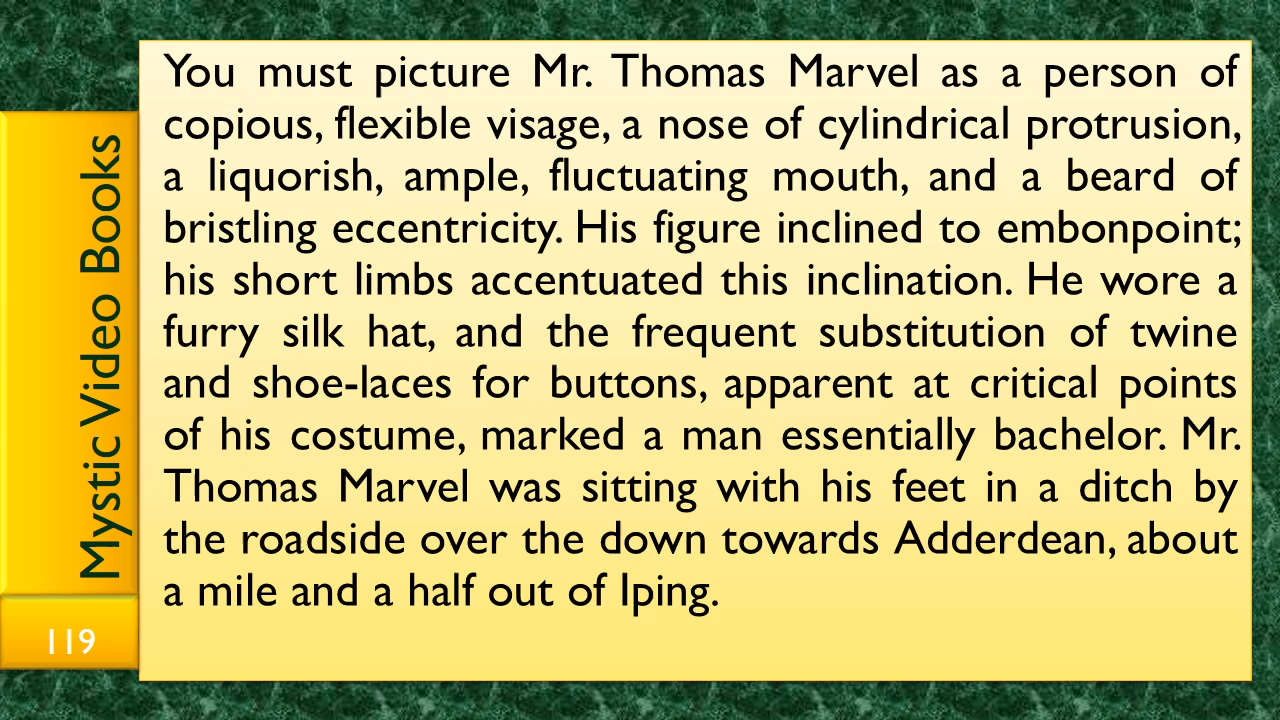 You must picture Mr. Thomas Marvel as a person of
copious, flexible visage, a nose of cylindrical protrusion,
a liquorish, ample, fluctuating mouth, and a beard of
bristling eccentricity. His figure inclined to embonpoint;
his short limbs accentuated this inclination. He wore a
furry silk hat, and the frequent substitution of twine
and shoe-laces for buttons, apparent at critical points
of his costume, marked a man essentially bachelor. Mr.
Thomas Marvel was sitting with his feet in a ditch by
the roadside over the down towards Adderdean, about
a mile and a half out of Iping.
Mystic Video Books
119